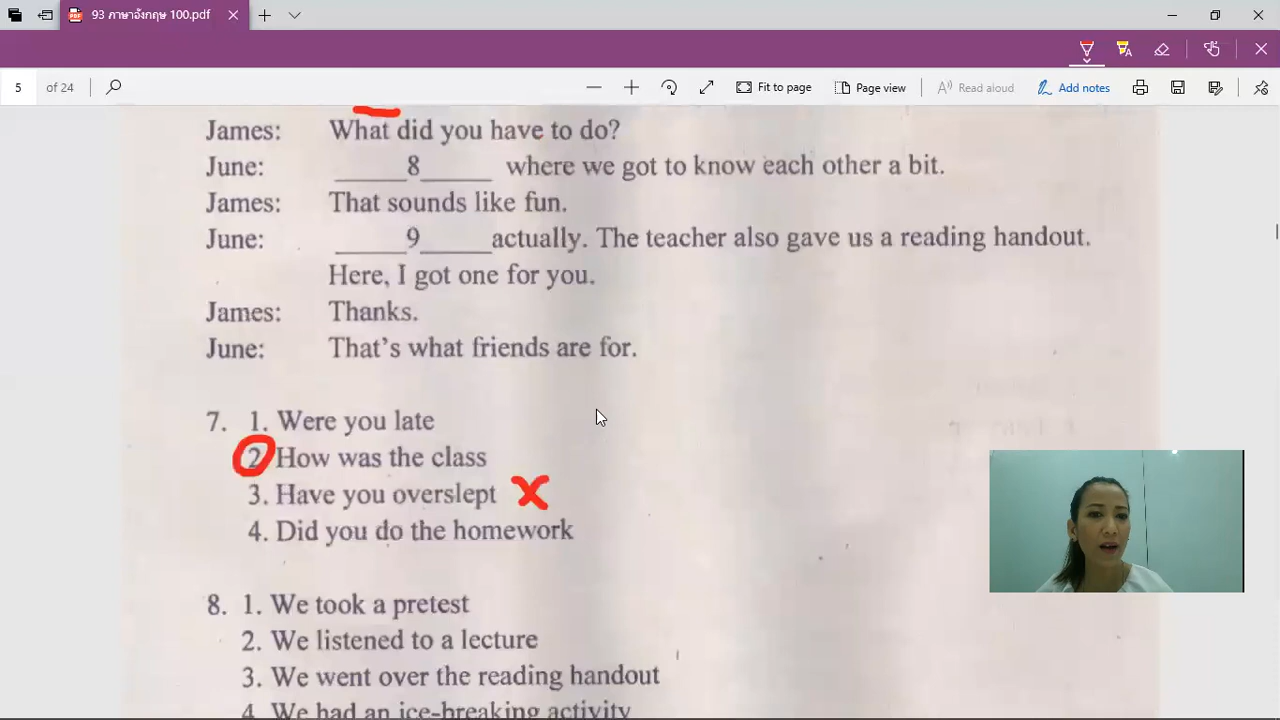 93 ภาษาอังกฤษ 100.pdf
5 of 24 Fit to page Page view Read aloud Add notes
James: What did you have to do?
June: ______8______ where we got to know each other a bit.
James: That sounds like fun.
June: ______9______actually. The teacher also gave us a reading handout.
Here, I got one for you.
James: Thanks.
June: That's what friends are for.
7. 1. Were you late
2. How was the class
3. Have you overslept X
4. Did you do the homework
8. 1. We took a pretest
2. We listened to a lecture
3. We went over the reading handout
4. We had an ice-breaking activity